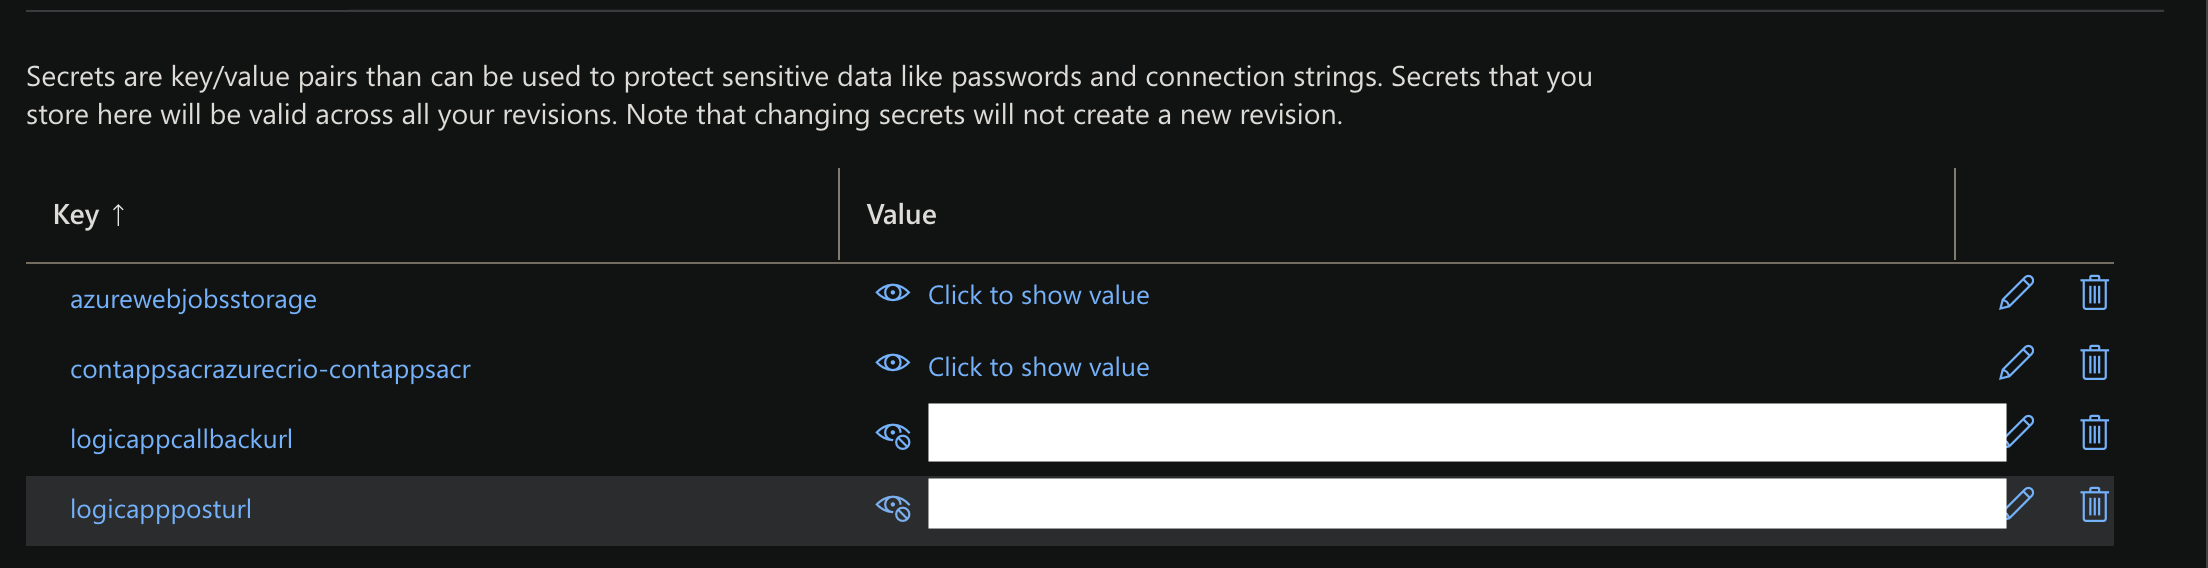 Secrets are key/value pairs than can be used to protect sensitive data like passwords and connection strings. Secrets that you
store here will be valid across all your revisions. Note that changing secrets will not create a new revision.
Key ↑ Value
azurewebjobsstorage Click to show value
contappsacrazurecrio-contappsacr Click to show value
logicappcallbackurl
logicappposturl